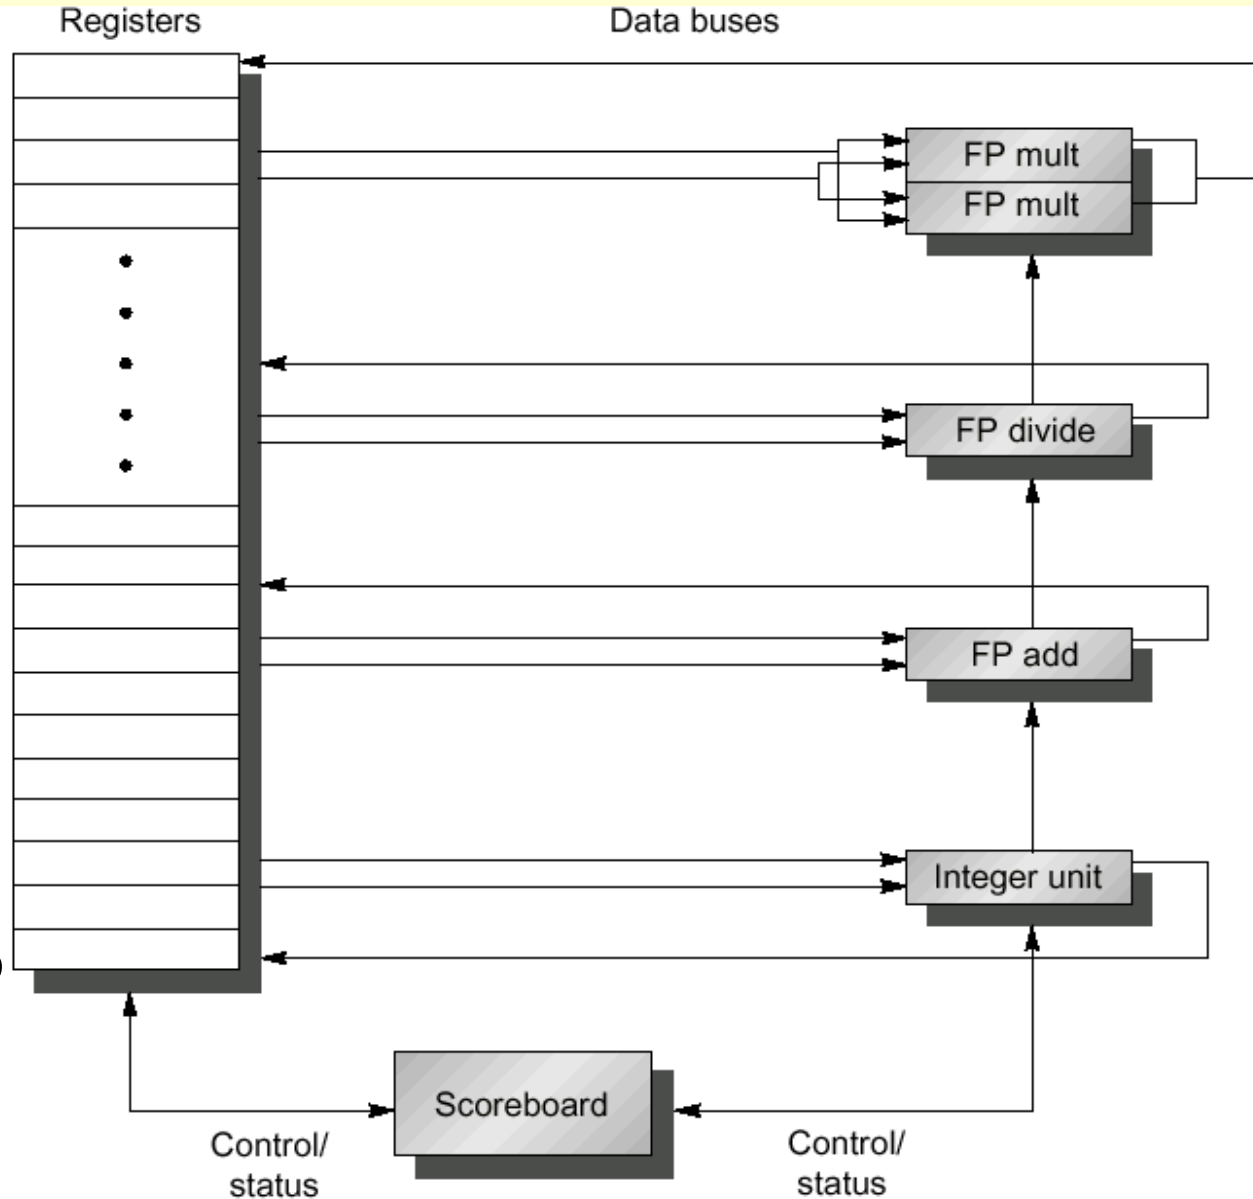 Registers
Data buses
FP mult
FP mult
FP divide
FP add
Integer unit
)
Scoreboard
Control/
status
Control/
status